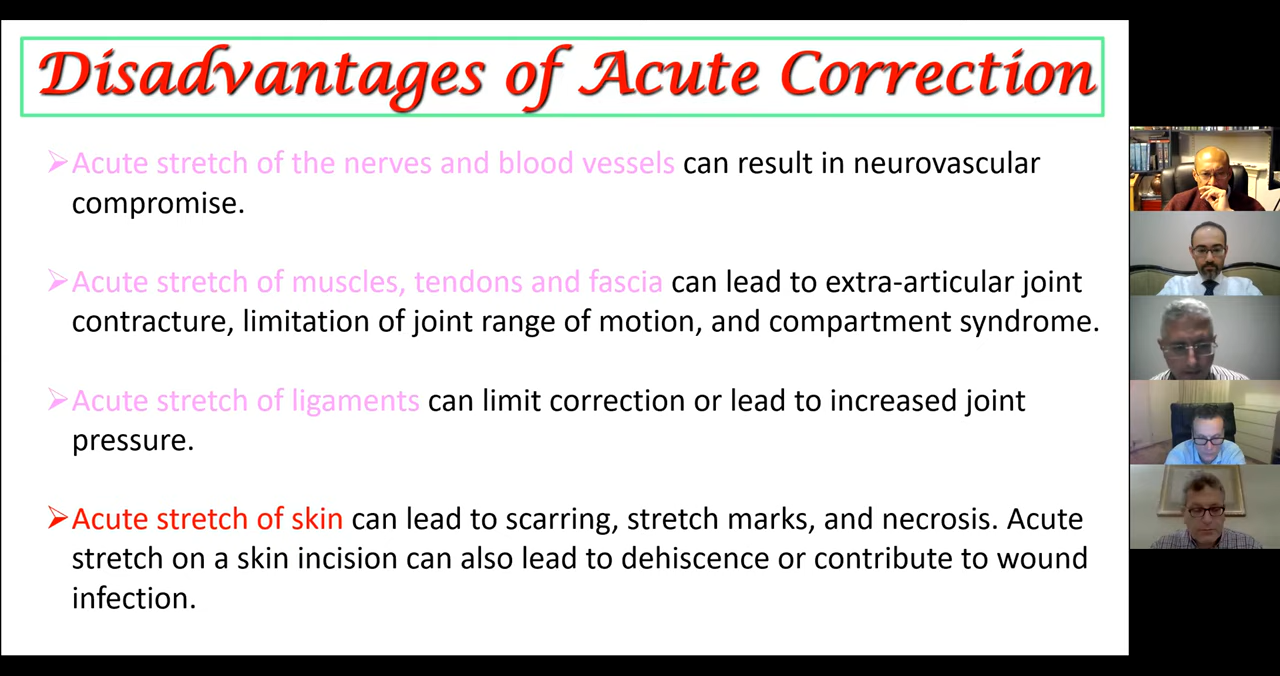 Disadvantages of Acute Correction
➢Acute stretch of the nerves and blood vessels can result in neurovascular
compromise.
➢Acute stretch of muscles, tendons and fascia can lead to extra-articular joint
contracture, limitation of joint range of motion, and compartment syndrome.
➢Acute stretch of ligaments can limit correction or lead to increased joint
pressure.
➢Acute stretch of skin can lead to scarring, stretch marks, and necrosis. Acute
stretch on a skin incision can also lead to dehiscence or contribute to wound
infection.